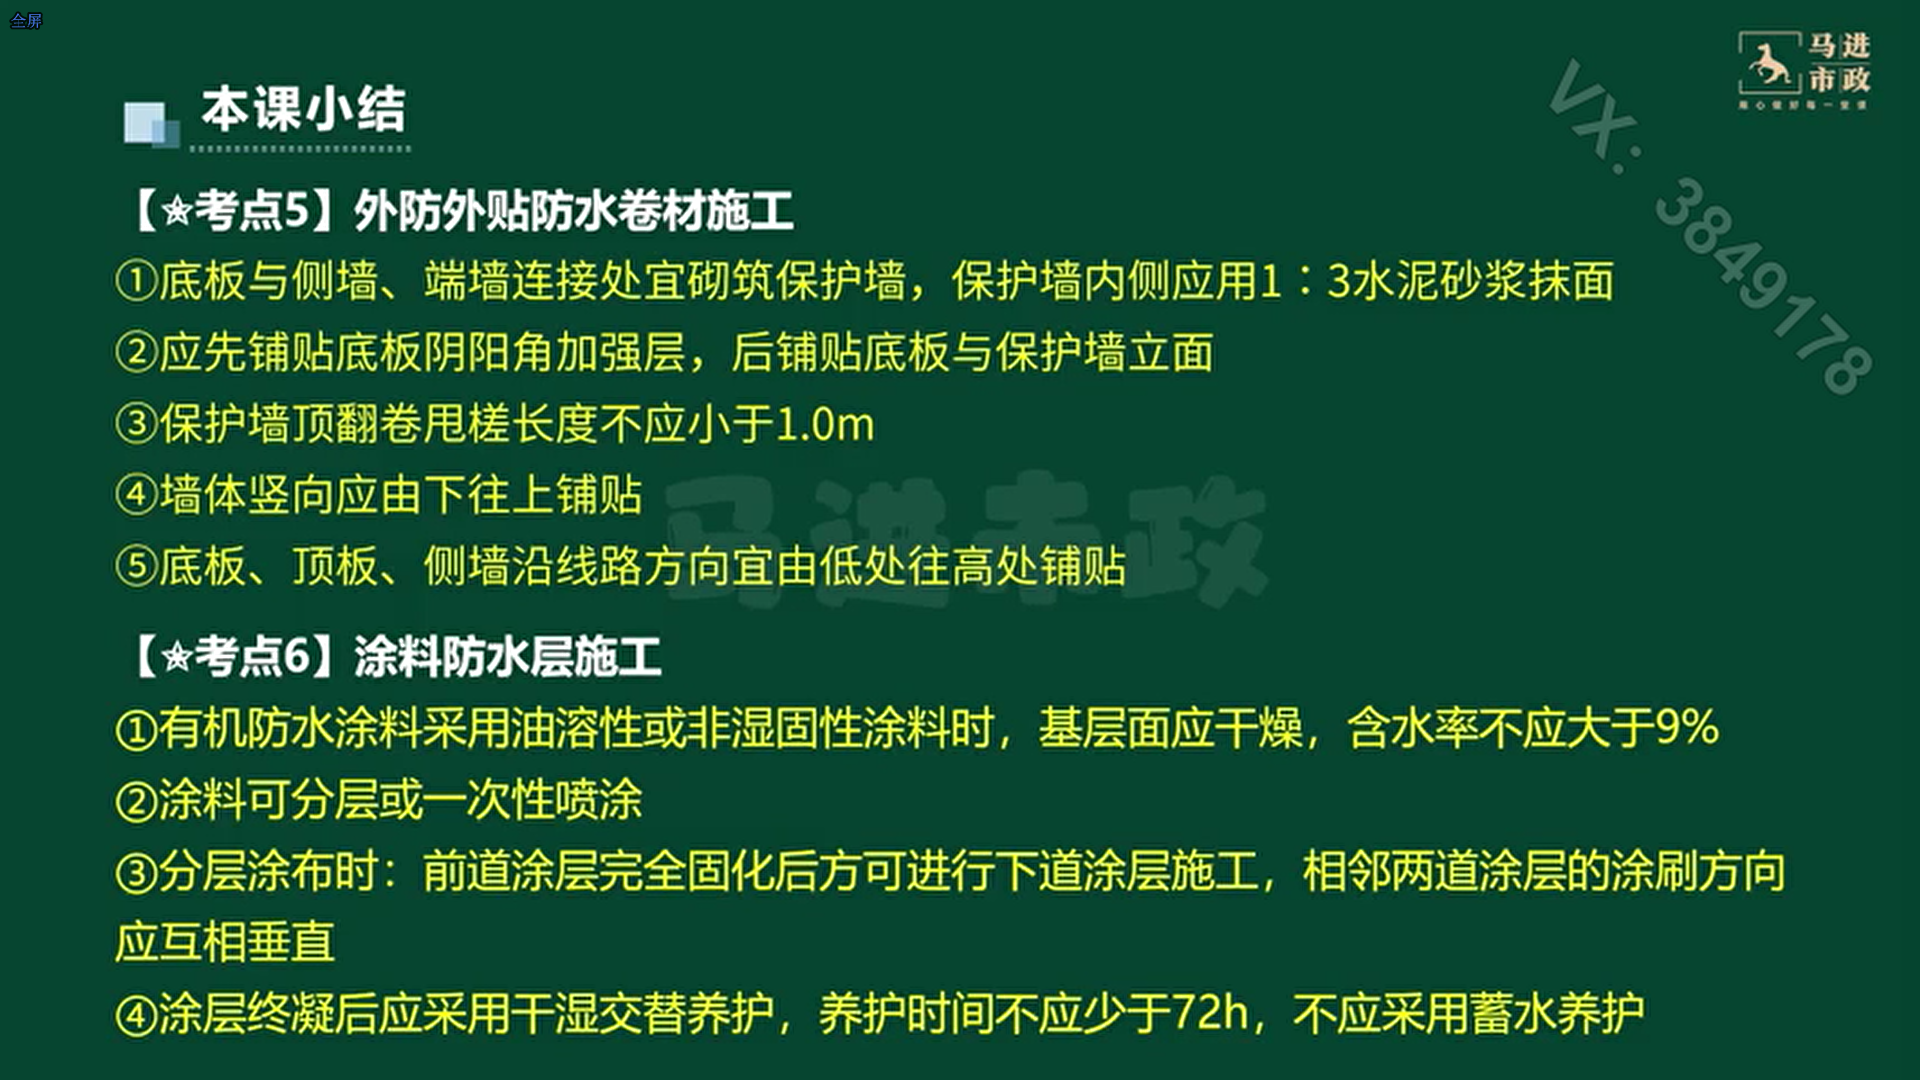 全屏
马进
市政
用心做好每一堂课
VX: 3849178
本课小结
【☆考点5】外防外贴防水卷材施工
①底板与侧墙、端墙连接处宜砌筑保护墙，保护墙内侧应用1∶3水泥砂浆抹面
②应先铺贴底板阴阳角加强层，后铺贴底板与保护墙立面
③保护墙顶翻卷甩槎长度不应小于1.0m
④墙体竖向应由下往上铺贴
马进市政
⑤底板、顶板、侧墙沿线路方向宜由低处往高处铺贴
【☆考点6】涂料防水层施工
①有机防水涂料采用油溶性或非湿固性涂料时，基层面应干燥，含水率不应大于9%
②涂料可分层或一次性喷涂
③分层涂布时：前道涂层完全固化后方可进行下道涂层施工，相邻两道涂层的涂刷方向
应互相垂直
④涂层终凝后应采用干湿交替养护，养护时间不应少于72h，不应采用蓄水养护